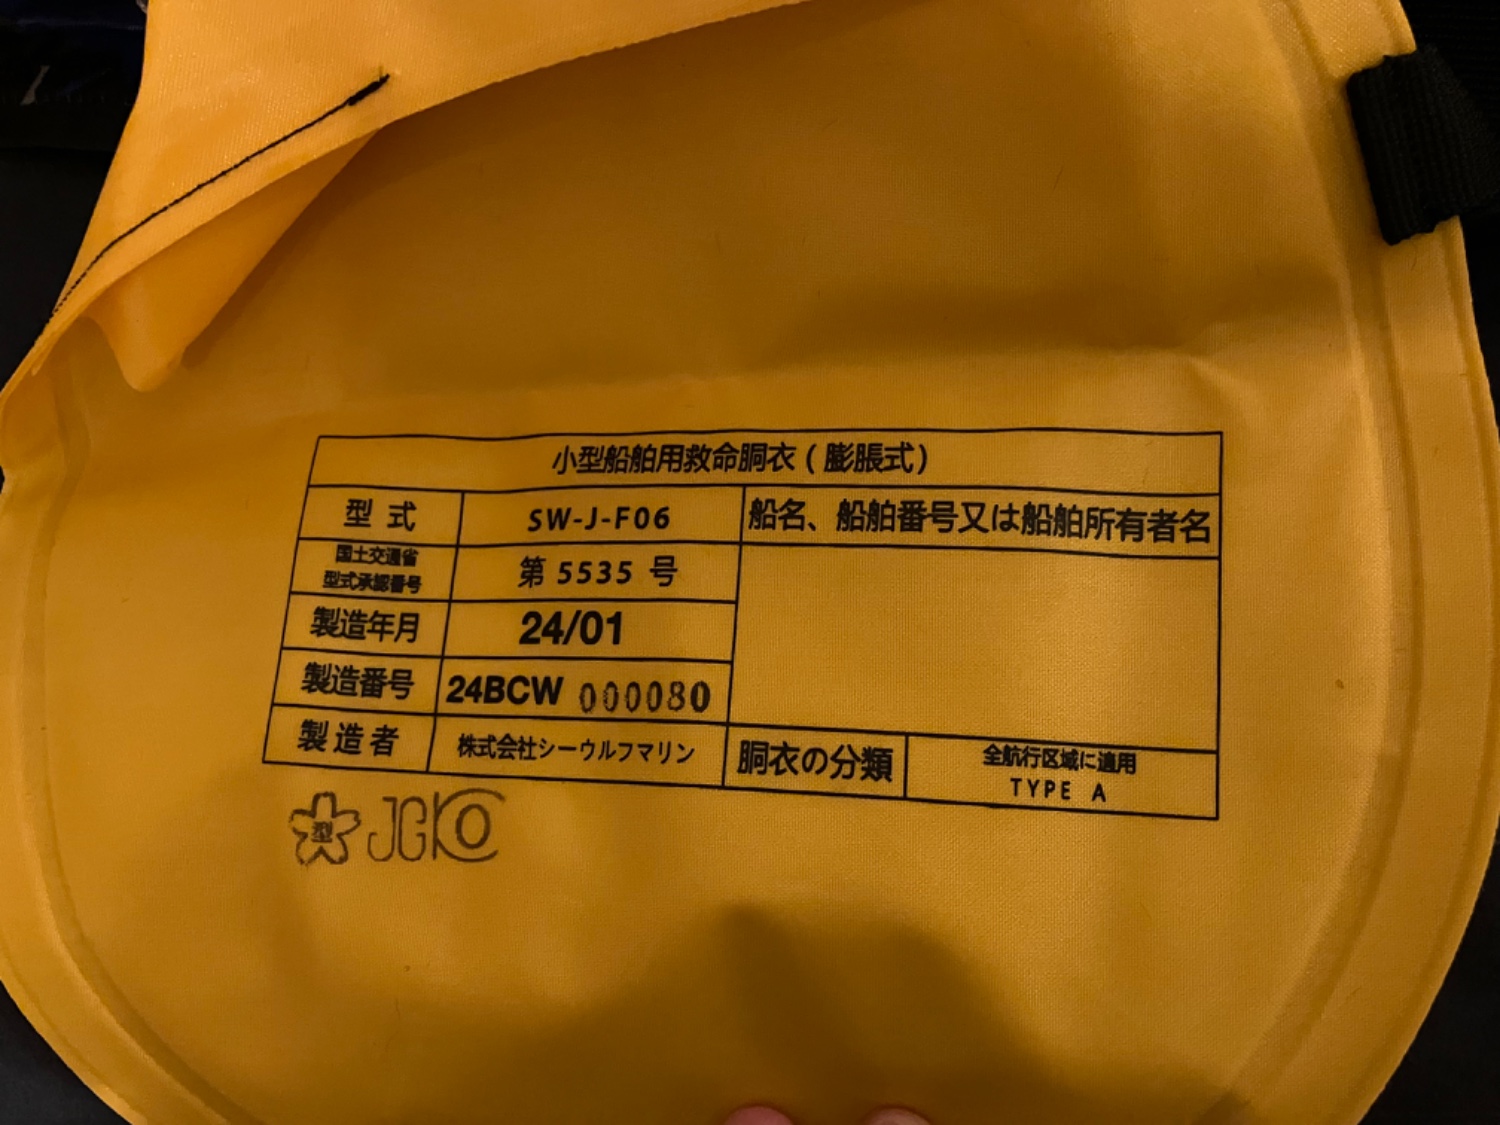 小型船舶用救命胴衣(膨脹式)
型式 SW-J-F06 船名、船舶番号又は船舶所有者名
国土交通省
型式承認番号 第 5535 号
製造年月 24/01
製造番号 24BCW 000080
製造者 株式会社シーウルフマリン 胴衣の分類 全航行区域に適用
TYPE A
型 JCI